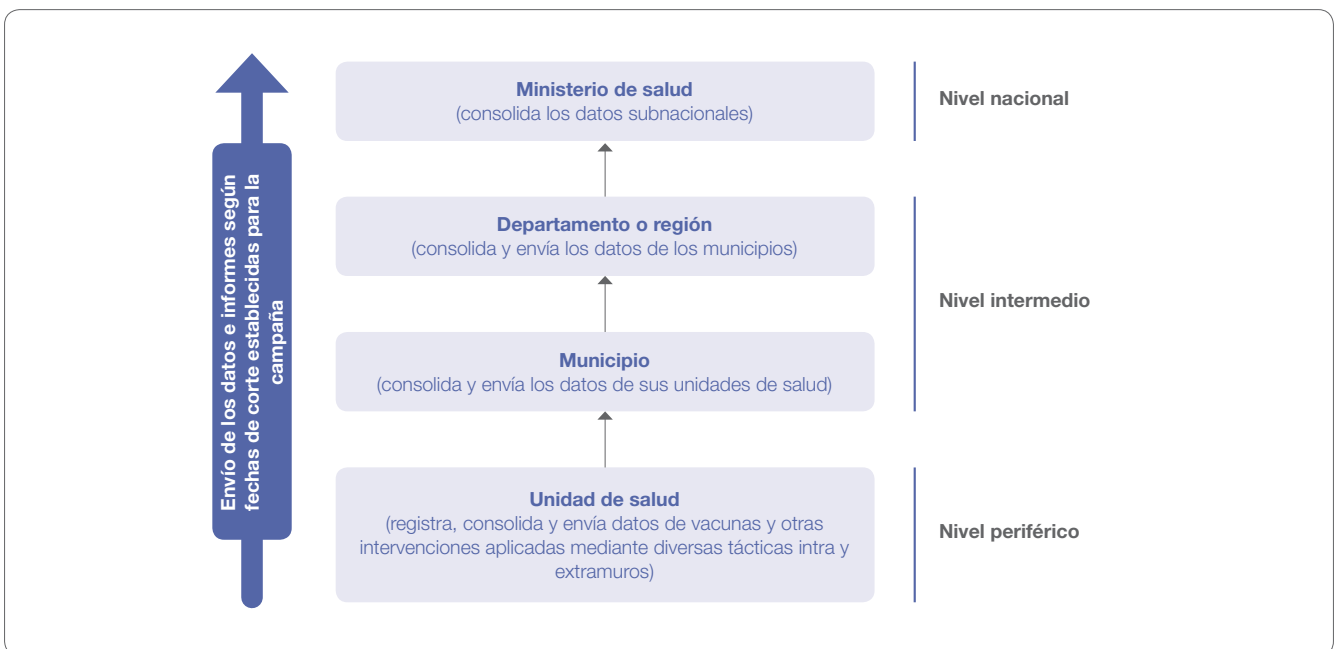 Envío de los datos e informes según
fechas de corte establecidas para la
campaña
Ministerio de salud
(consolida los datos subnacionales)
Nivel nacional
Departamento o región
(consolida y envía los datos de los municipios)
Nivel intermedio
Municipio
(consolida y envía los datos de sus unidades de salud)
Unidad de salud
(registra, consolida y envía datos de vacunas y otras
intervenciones aplicadas mediante diversas tácticas intra y
extramuros)
Nivel periférico